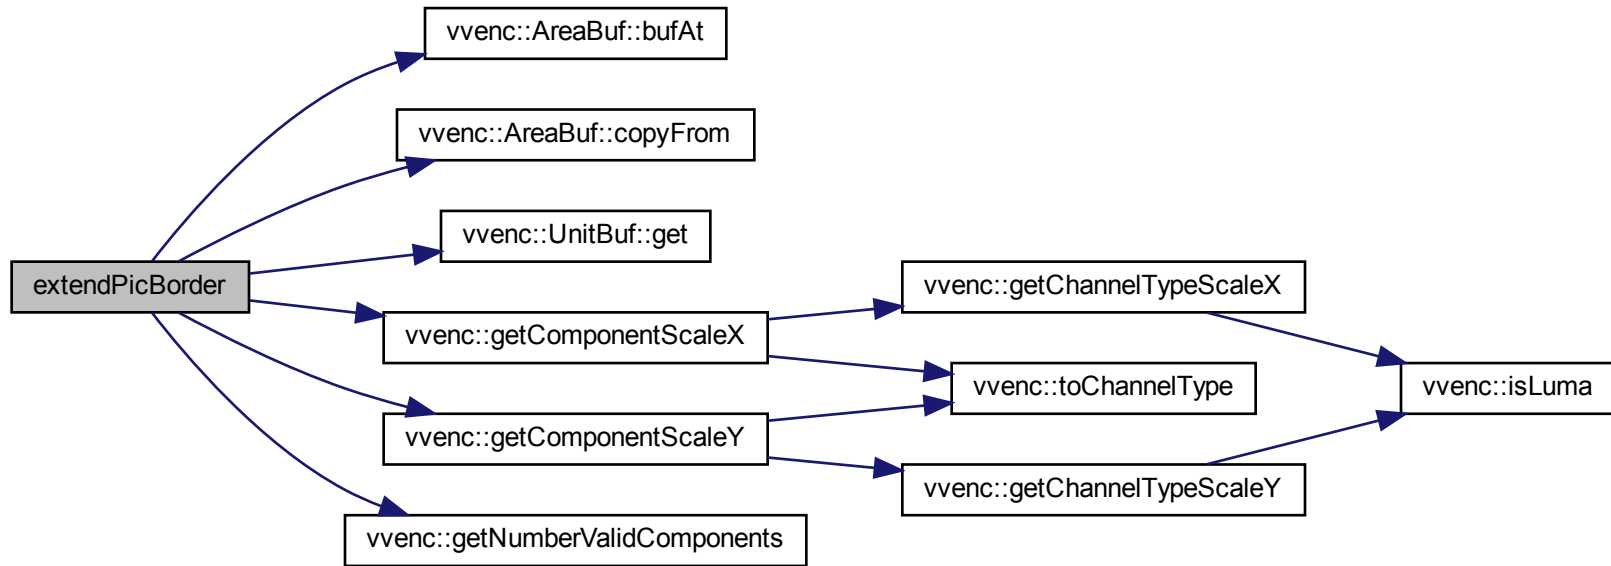 vvenc::AreaBuf::bufAt
vvenc::AreaBuf::copyFrom
vvenc::UnitBuf::get
extendPicBorder
vvenc::getChannelTypeScaleX
vvenc::getComponentScaleX
vvenc::toChannelType
vvenc::isLuma
vvenc::getComponentScaleY
vvenc::getChannelTypeScaleY
vvenc::getNumberValidComponents